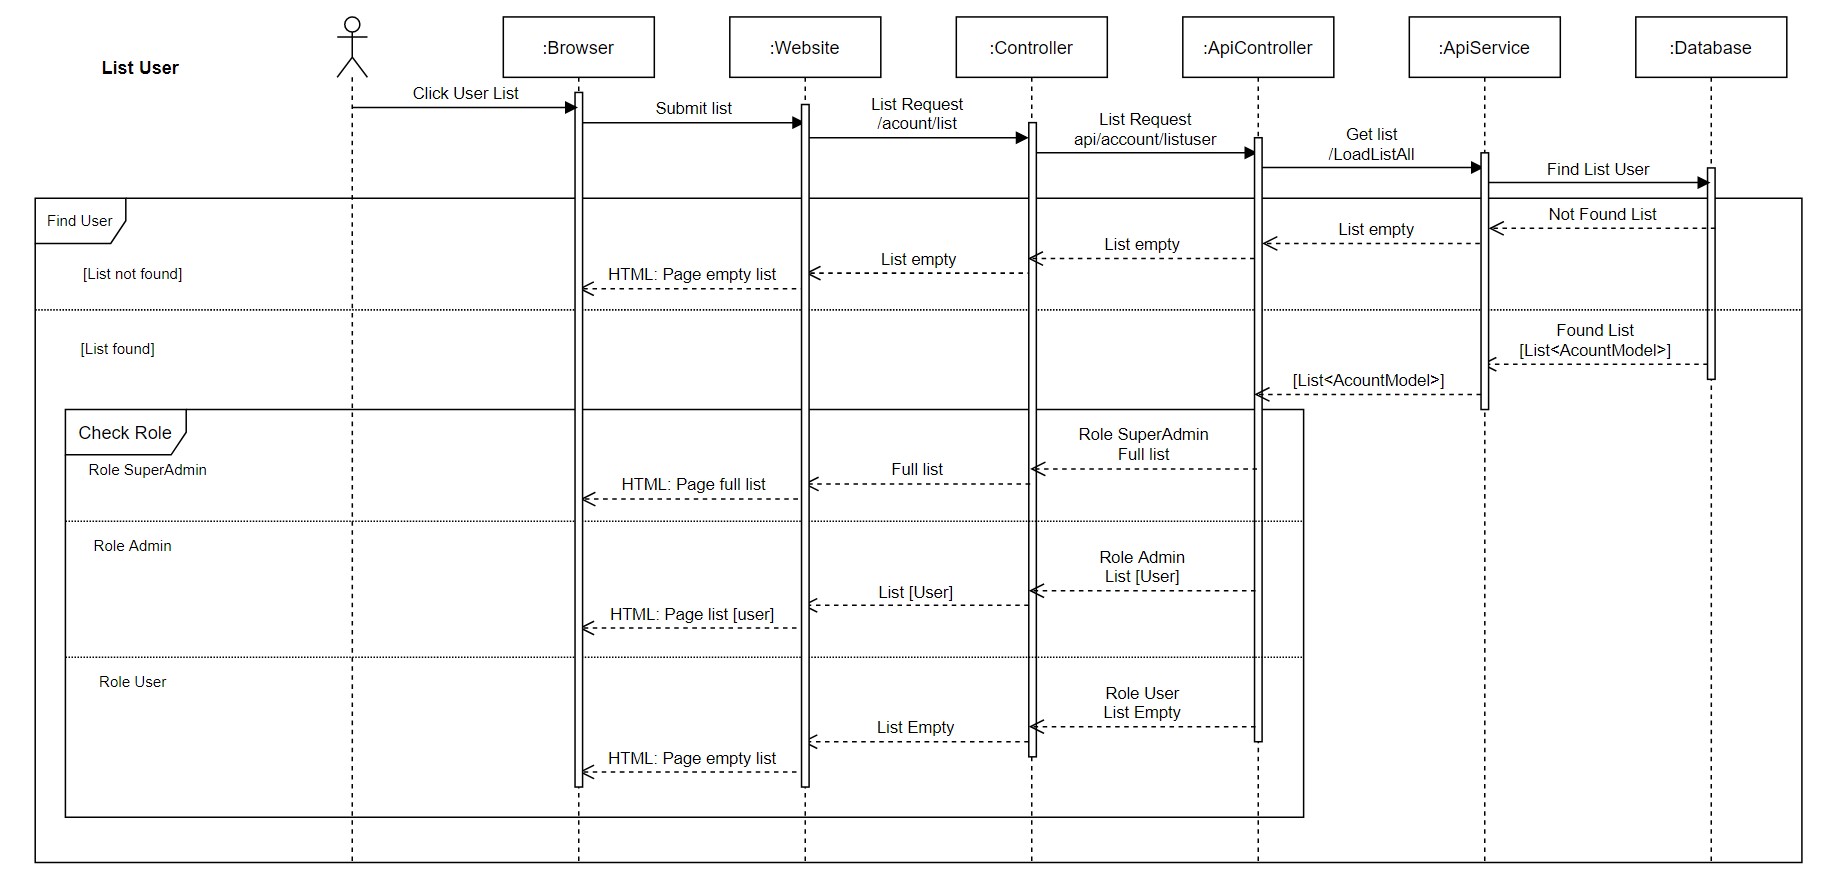 List User
:Browser
:Website
:Controller
:ApiController
:ApiService
:Database
Click User List
Submit list
List Request
/acount/list
List Request
api/account/listuser
Get list
/LoadListAll
Find List User
Find User
Not Found List
List empty
List empty
List empty
HTML: Page empty list
[List not found]
[List found]
Found List
[List<AcountModel>]
[List<AcountModel>]
Check Role
Role SuperAdmin
Role SuperAdmin
Full list
Full list
HTML: Page full list
Role Admin
Role Admin
List [User]
List [User]
HTML: Page list [user]
Role User
Role User
List Empty
List Empty
HTML: Page empty list